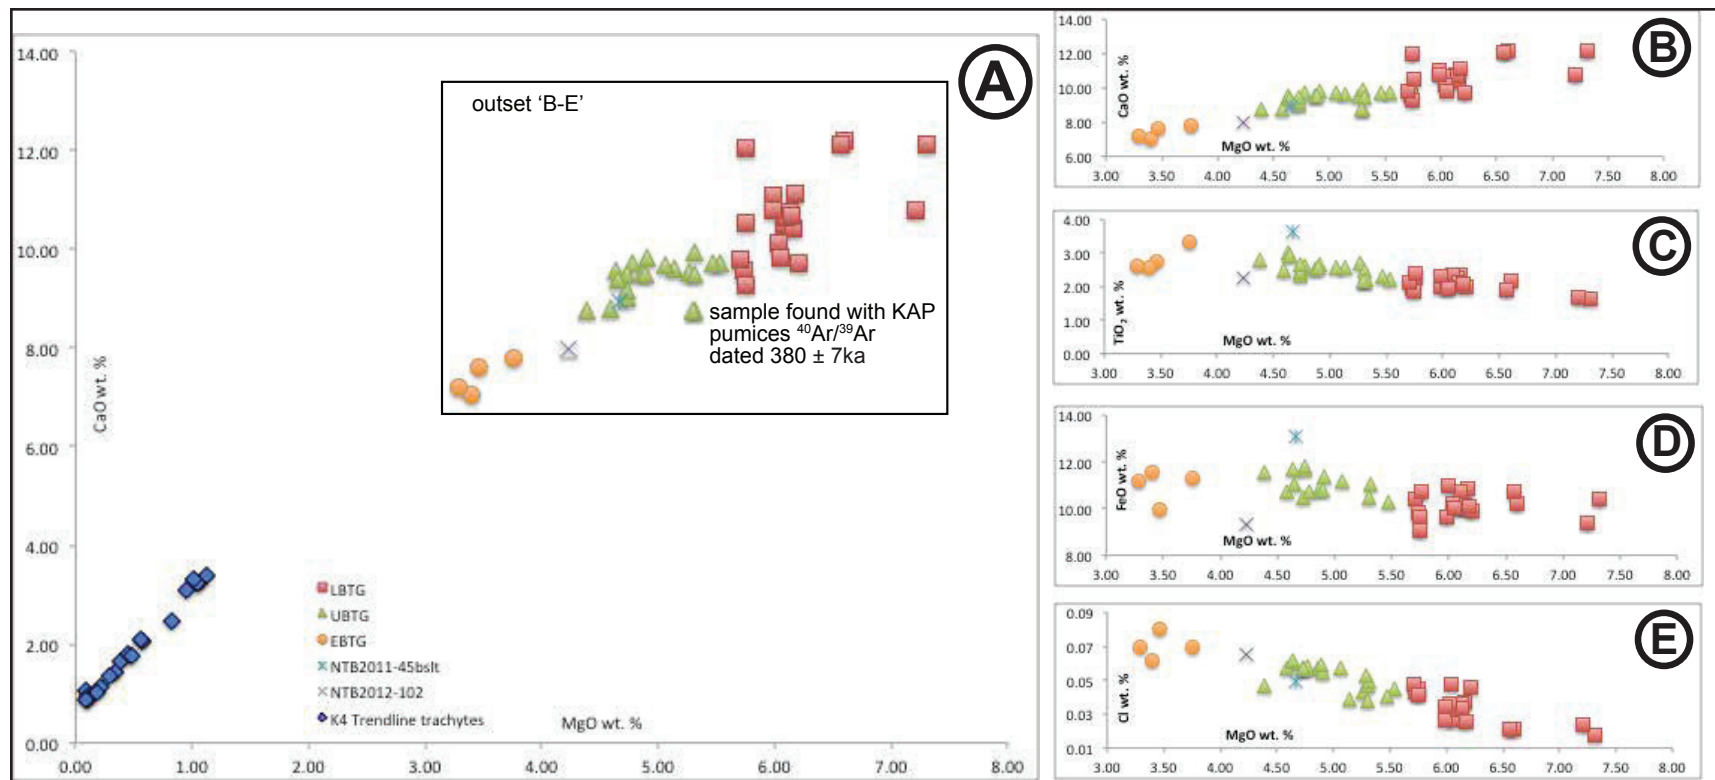 A
outset ‘B-E’
14.00
12.00
10.00
8.00
6.00
4.00
2.00
0.00
CaO wt. %
sample found with KAP
pumices ⁴⁰Ar/³⁹Ar
dated 380 ± 7ka
LBTG
UBTG
EBTG
NTB2011-45bslt
NTB2012-102
K4 Trendline trachytes
MgO wt. %
0.00 1.00 2.00 3.00 4.00 5.00 6.00 7.00 8.00
B
14.00
12.00
10.00
8.00
6.00
CaO wt. %
MgO wt. %
3.00 3.50 4.00 4.50 5.00 5.50 6.00 6.50 7.00 7.50 8.00
C
4.00
3.00
2.00
1.00
0.00
TiO₂ wt. %
MgO wt. %
3.00 3.50 4.00 4.50 5.00 5.50 6.00 6.50 7.00 7.50 8.00
D
14.00
12.00
10.00
8.00
FeO wt. %
MgO wt. %
3.00 3.50 4.00 4.50 5.00 5.50 6.00 6.50 7.00 7.50 8.00
E
0.09
0.07
0.05
0.03
0.01
Cl wt. %
MgO wt. %
3.00 3.50 4.00 4.50 5.00 5.50 6.00 6.50 7.00 7.50 8.00